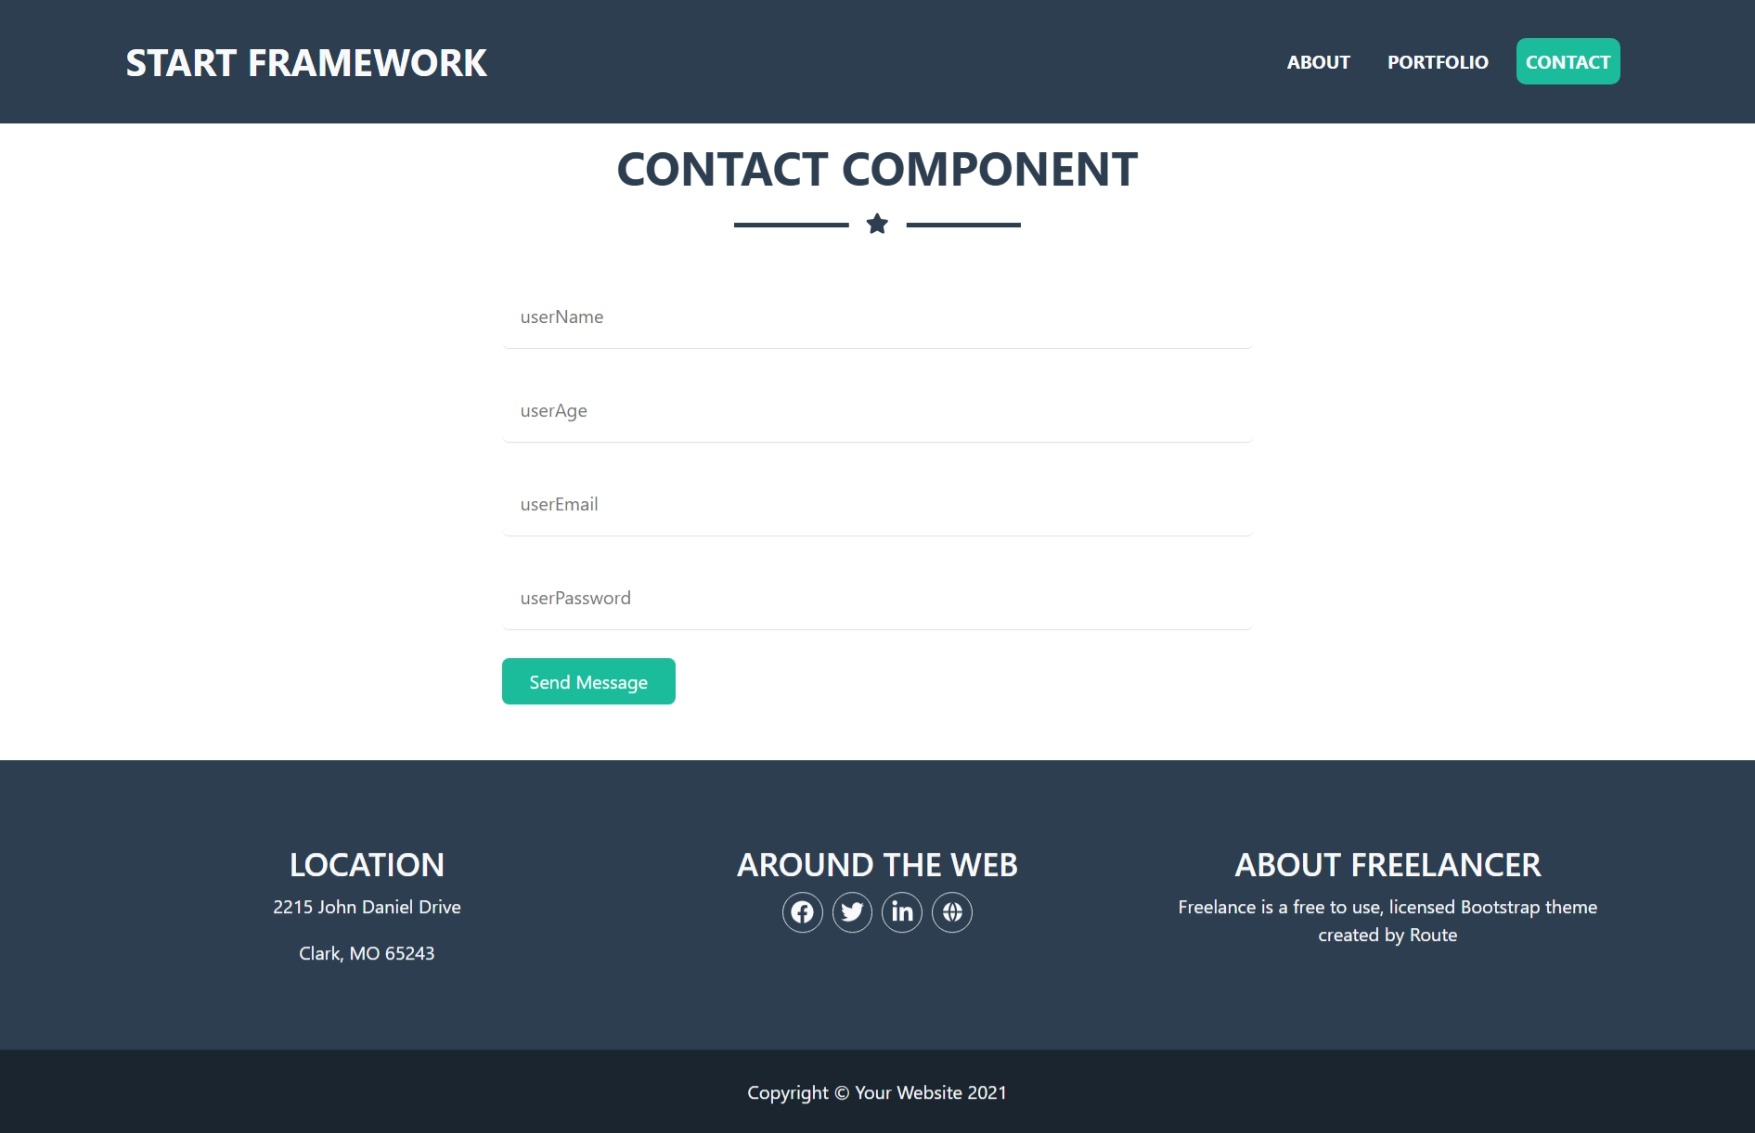 START FRAMEWORK
ABOUT PORTFOLIO CONTACT
CONTACT COMPONENT
userName
userAge
userEmail
userPassword
Send Message
LOCATION
2215 John Daniel Drive
Clark, MO 65243
AROUND THE WEB
ABOUT FREELANCER
Freelance is a free to use, licensed Bootstrap theme
created by Route
Copyright © Your Website 2021